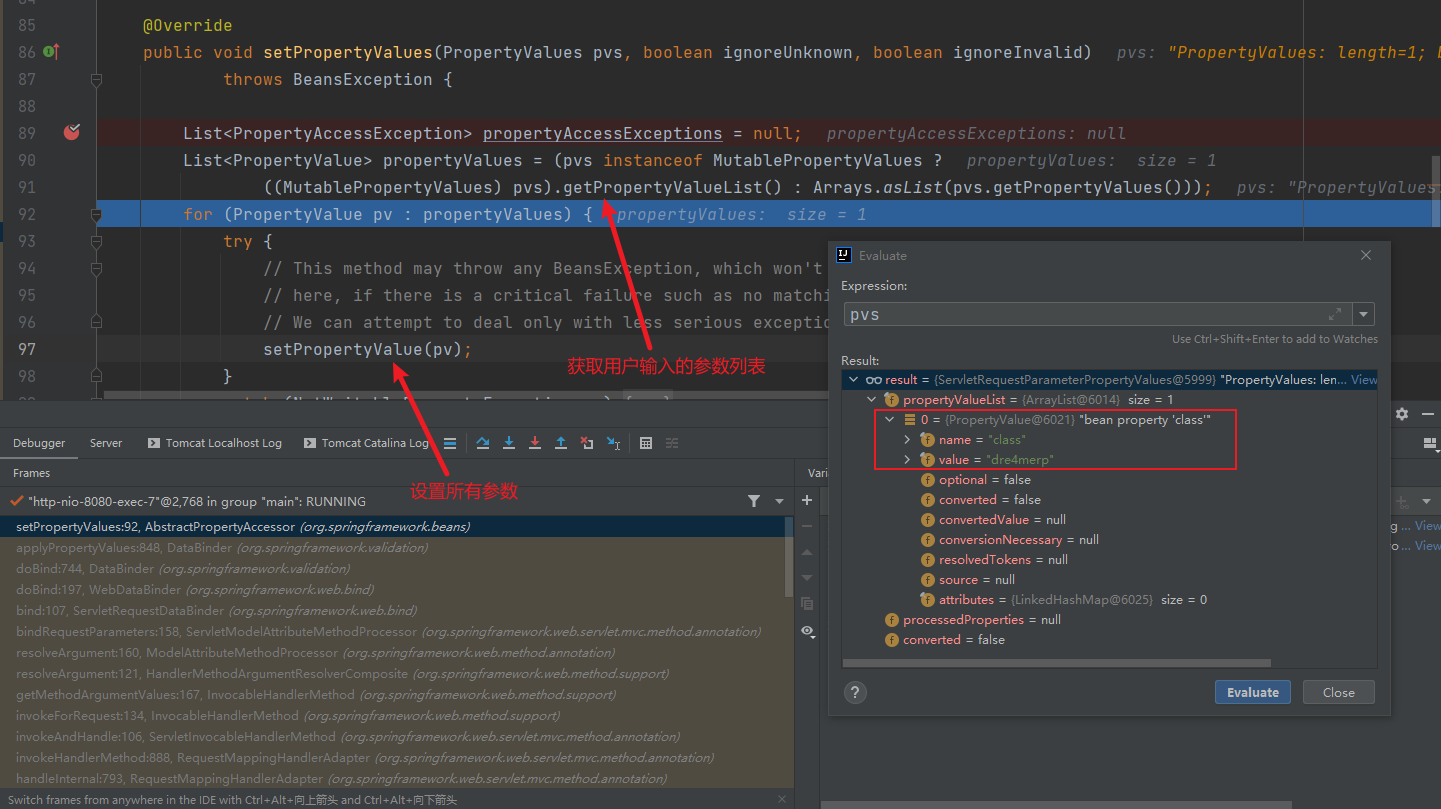 85 @Override
86 public void setPropertyValues(PropertyValues pvs, boolean ignoreUnknown, boolean ignoreInvalid) pvs: "PropertyValues: length=1;
87 throws BeansException {
88
89 List<PropertyAccessException> propertyAccessExceptions = null; propertyAccessExceptions: null
90 List<PropertyValue> propertyValues = (pvs instanceof MutablePropertyValues ? propertyValues: size = 1
91 ((MutablePropertyValues) pvs).getPropertyValueList() : Arrays.asList(pvs.getPropertyValues())); pvs: "PropertyValues
92 for (PropertyValue pv : propertyValues) { propertyValues: size = 1
93 try {
94 // This method may throw any BeansException, which won't
95 // here, if there is a critical failure such as no matchi
96 // We can attempt to deal only with less serious exceptio
97 setPropertyValue(pv);
98 }
获取用户输入的参数列表
设置所有参数
Evaluate
Expression:
pvs
Use Ctrl+Shift+Enter to add to Watches
Result:
result = {ServletRequestParameterPropertyValues@5999} "PropertyValues: len... View
propertyValueList = {ArrayList@6014} size = 1
0 = {PropertyValue@6021} "bean property 'class'"
name = "class"
value = "dre4merp"
optional = false
converted = false
convertedValue = null
conversionNecessary = null
resolvedTokens = null
source = null
attributes = {LinkedHashMap@6025} size = 0
processedProperties = null
converted = false
?
Evaluate
Close
Debugger Server Tomcat Localhost Log Tomcat Catalina Log
Frames
Vari
"http-nio-8080-exec-7"@2,768 in group "main": RUNNING
setPropertyValues:92, AbstractPropertyAccessor (org.springframework.beans)
applyPropertyValues:848, DataBinder (org.springframework.validation)
doBind:744, DataBinder (org.springframework.validation)
doBind:197, WebDataBinder (org.springframework.web.bind)
bind:107, ServletRequestDataBinder (org.springframework.web.bind)
bindRequestParameters:158, ServletModelAttributeMethodProcessor (org.springframework.web.servlet.mvc.method.annotation)
resolveArgument:160, ModelAttributeMethodProcessor (org.springframework.web.method.annotation)
resolveArgument:121, HandlerMethodArgumentResolverComposite (org.springframework.web.method.support)
getMethodArgumentValues:167, InvocableHandlerMethod (org.springframework.web.method.support)
invokeForRequest:134, InvocableHandlerMethod (org.springframework.web.method.support)
invokeAndHandle:106, ServletInvocableHandlerMethod (org.springframework.web.servlet.mvc.method.annotation)
invokeHandlerMethod:888, RequestMappingHandlerAdapter (org.springframework.web.servlet.mvc.method.annotation)
handleInternal:793, RequestMappingHandlerAdapter (org.springframework.web.servlet.mvc.method.annotation)
g ... View
ro ... View
Switch frames from anywhere in the IDE with Ctrl+Alt+向上箭头 and Ctrl+Alt+向下箭头